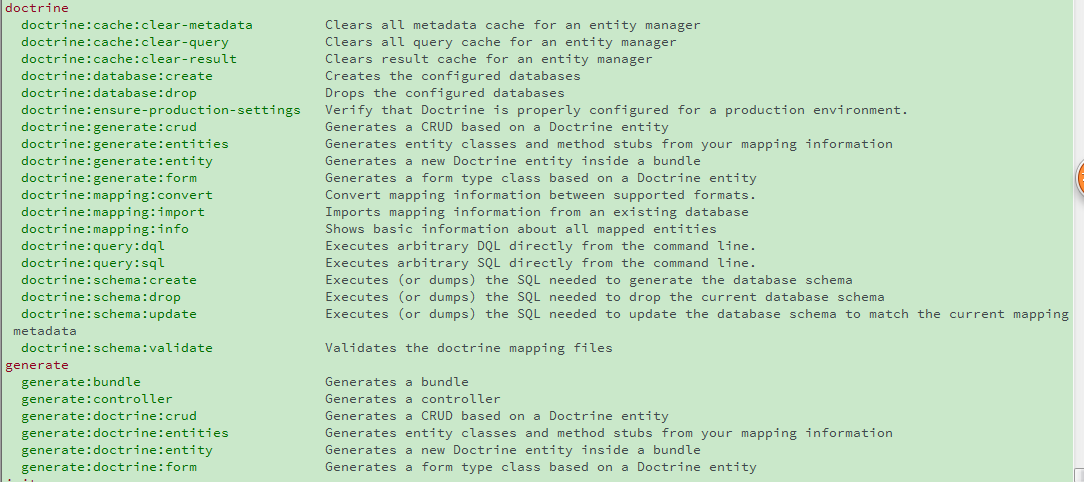 doctrine
doctrine:cache:clear-metadata Clears all metadata cache for an entity manager
doctrine:cache:clear-query Clears all query cache for an entity manager
doctrine:cache:clear-result Clears result cache for an entity manager
doctrine:database:create Creates the configured databases
doctrine:database:drop Drops the configured databases
doctrine:ensure-production-settings Verify that Doctrine is properly configured for a production environment.
doctrine:generate:crud Generates a CRUD based on a Doctrine entity
doctrine:generate:entities Generates entity classes and method stubs from your mapping information
doctrine:generate:entity Generates a new Doctrine entity inside a bundle
doctrine:generate:form Generates a form type class based on a Doctrine entity
doctrine:mapping:convert Convert mapping information between supported formats.
doctrine:mapping:import Imports mapping information from an existing database
doctrine:mapping:info Shows basic information about all mapped entities
doctrine:query:dql Executes arbitrary DQL directly from the command line.
doctrine:query:sql Executes arbitrary SQL directly from the command line.
doctrine:schema:create Executes (or dumps) the SQL needed to generate the database schema
doctrine:schema:drop Executes (or dumps) the SQL needed to drop the current database schema
doctrine:schema:update Executes (or dumps) the SQL needed to update the database schema to match the current mapping
metadata
doctrine:schema:validate Validates the doctrine mapping files
generate
generate:bundle Generates a bundle
generate:controller Generates a controller
generate:doctrine:crud Generates a CRUD based on a Doctrine entity
generate:doctrine:entities Generates entity classes and method stubs from your mapping information
generate:doctrine:entity Generates a new Doctrine entity inside a bundle
generate:doctrine:form Generates a form type class based on a Doctrine entity